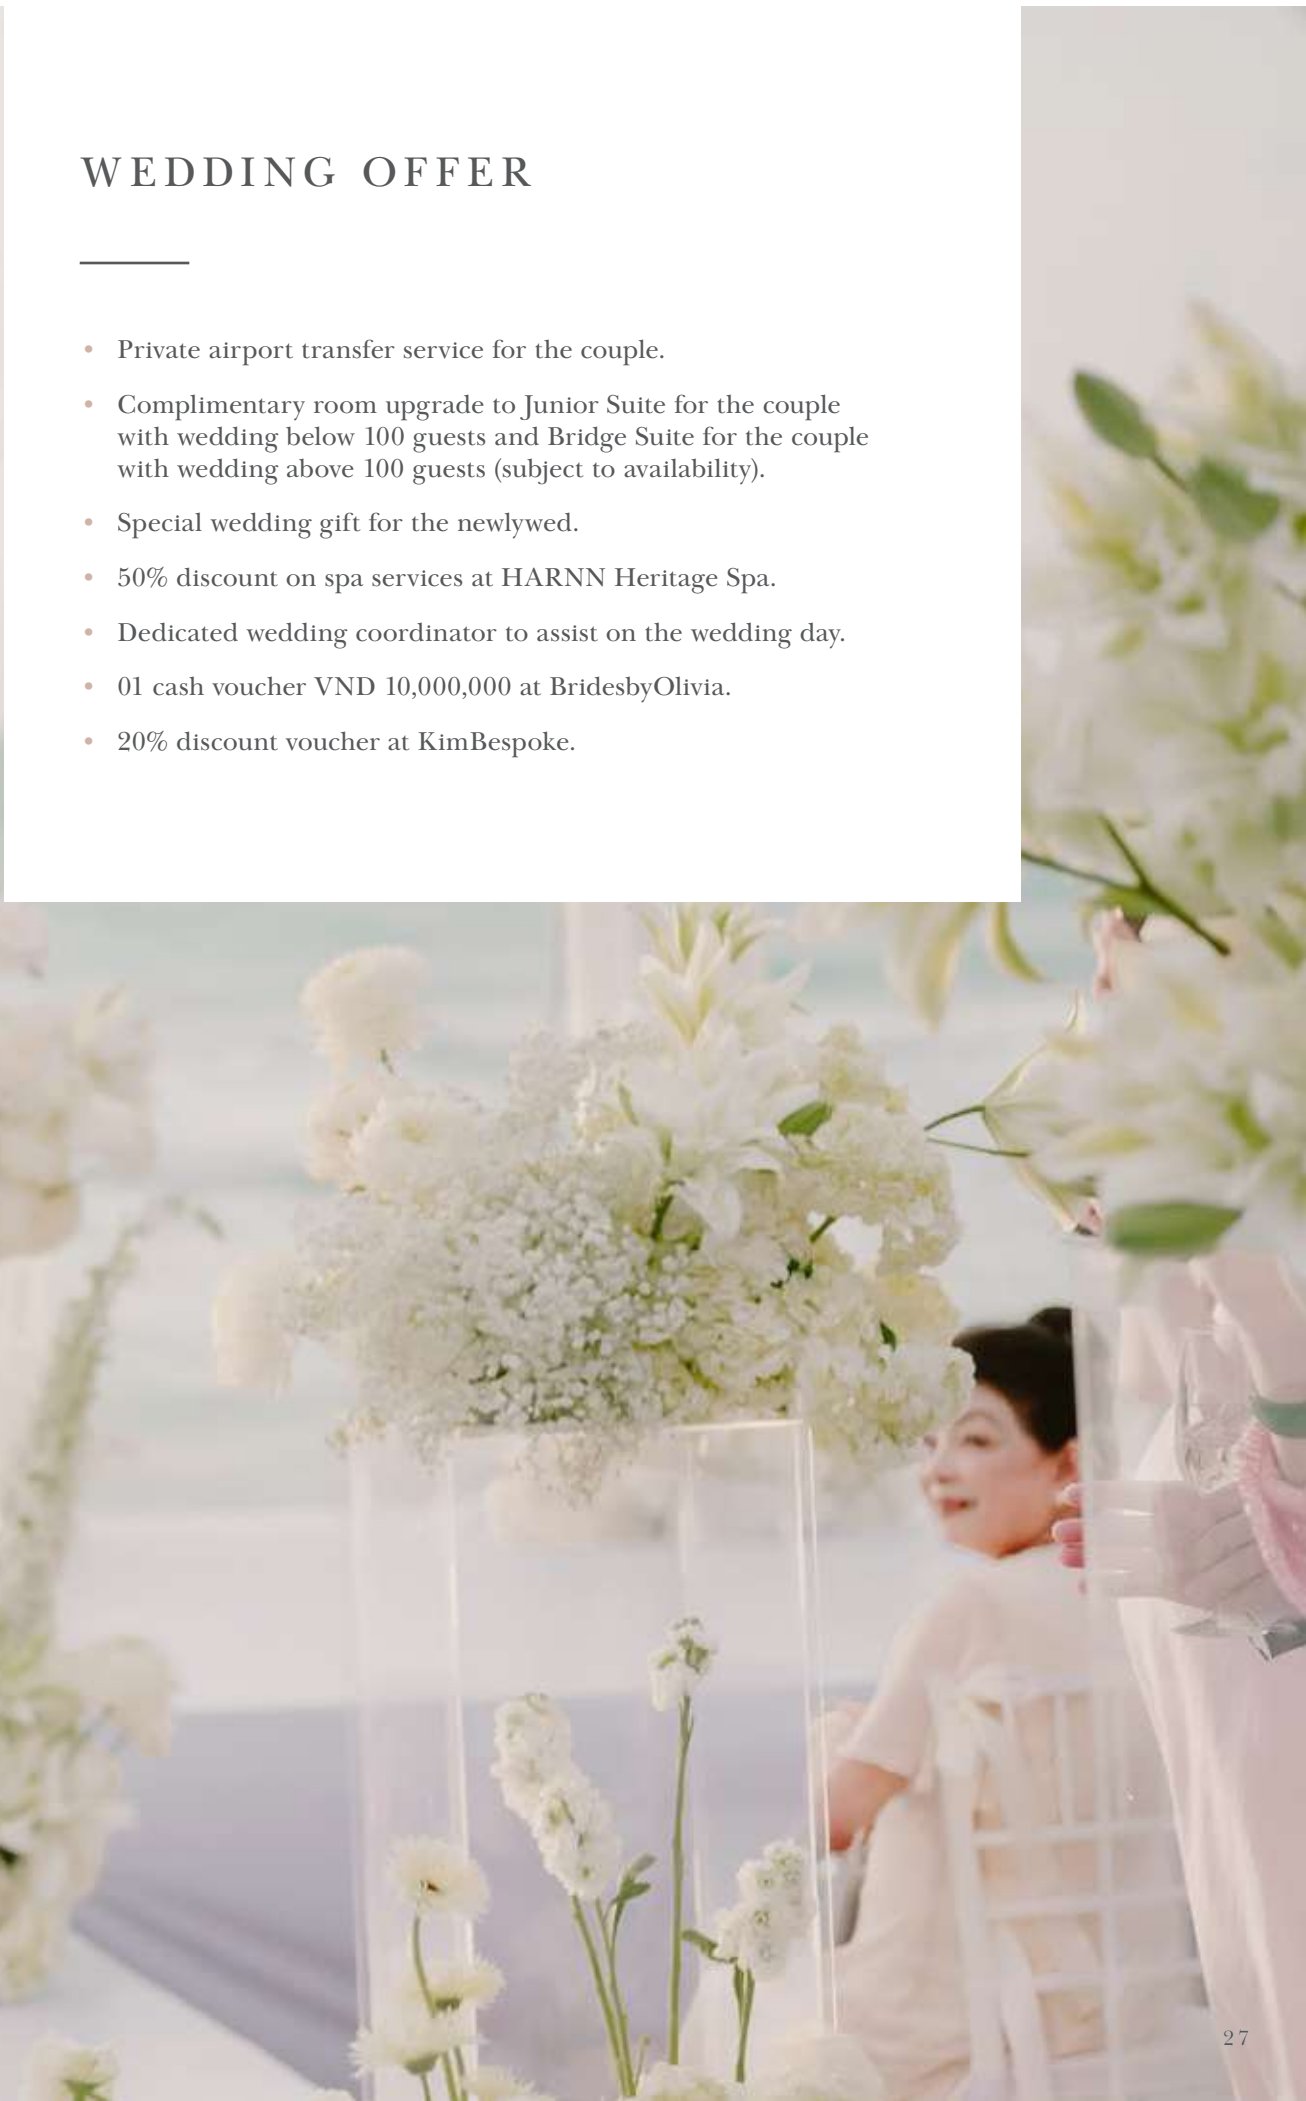 WEDDING OFFER
• Private airport transfer service for the couple.
• Complimentary room upgrade to Junior Suite for the couple
with wedding below 100 guests and Bridge Suite for the couple
with wedding above 100 guests (subject to availability).
• Special wedding gift for the newlywed.
• 50% discount on spa services at HARNN Heritage Spa.
• Dedicated wedding coordinator to assist on the wedding day.
• 01 cash voucher VND 10,000,000 at BridesbyOlivia.
• 20% discount voucher at KimBespoke.
27